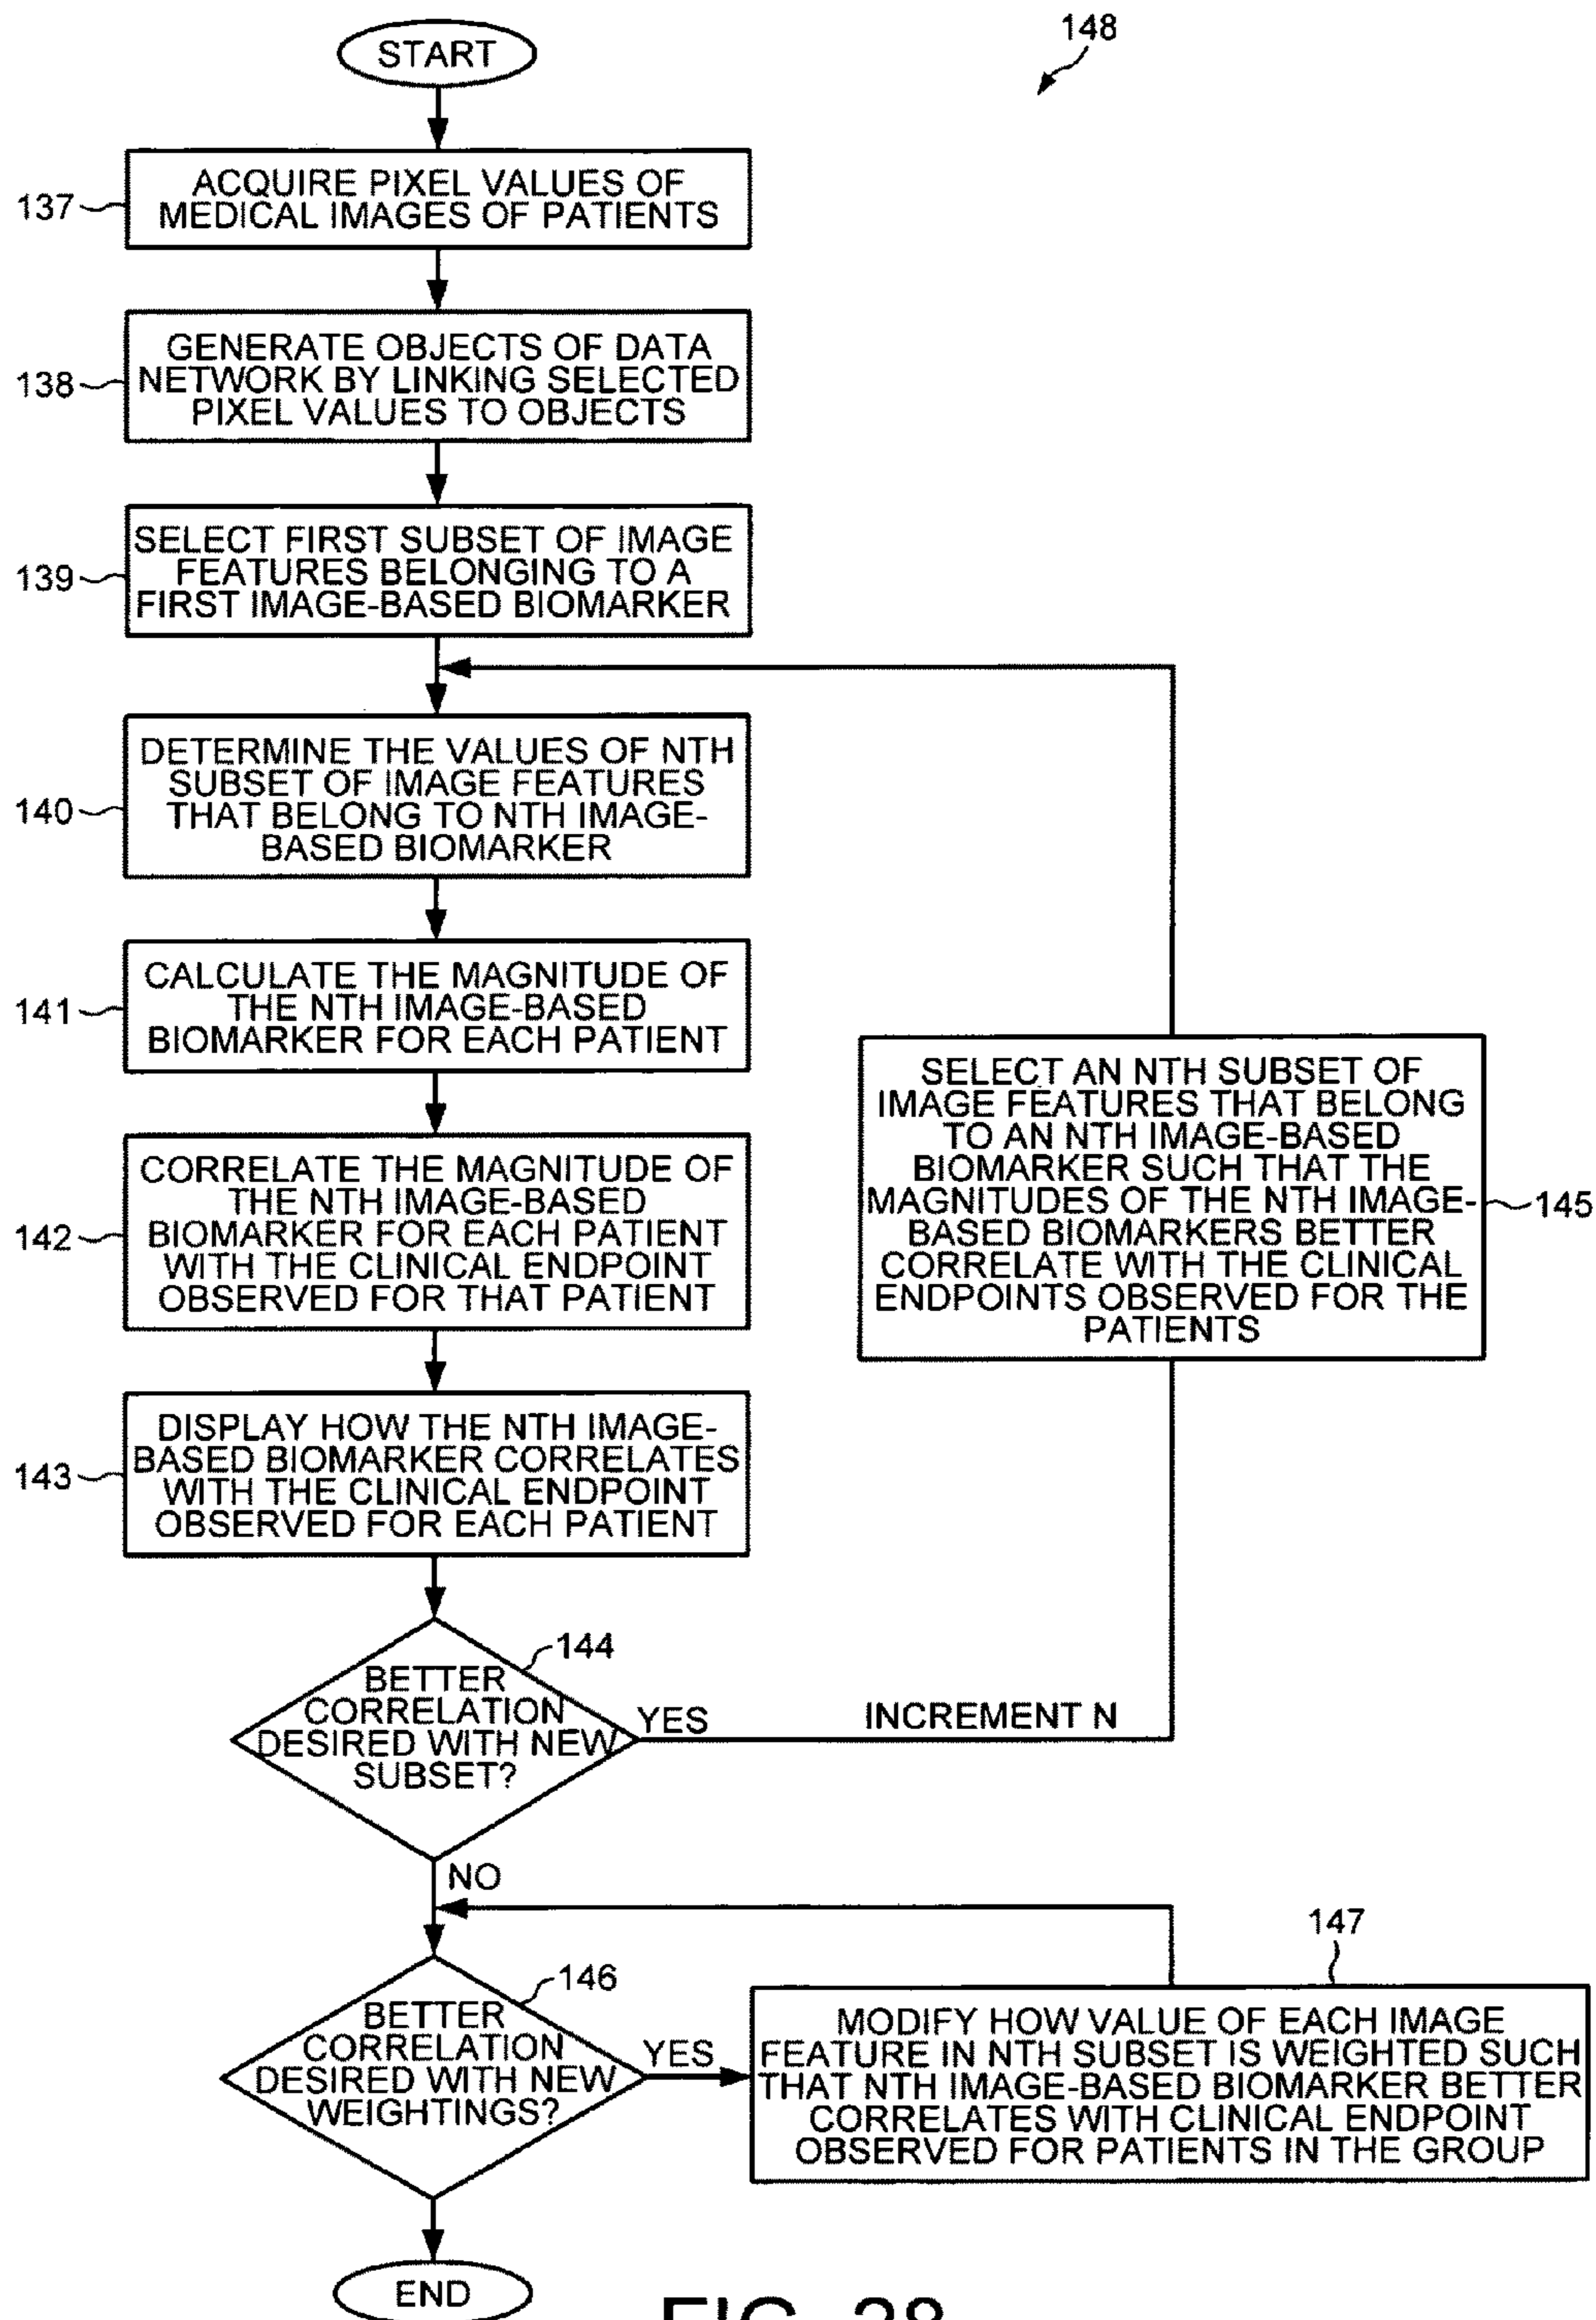 START
148
137
ACQUIRE PIXEL VALUES OF
MEDICAL IMAGES OF PATIENTS
138
GENERATE OBJECTS OF DATA
NETWORK BY LINKING SELECTED
PIXEL VALUES TO OBJECTS
139
SELECT FIRST SUBSET OF IMAGE
FEATURES BELONGING TO A
FIRST IMAGE-BASED BIOMARKER
140
DETERMINE THE VALUES OF NTH
SUBSET OF IMAGE FEATURES
THAT BELONG TO NTH IMAGE-
BASED BIOMARKER
141
CALCULATE THE MAGNITUDE OF
THE NTH IMAGE-BASED
BIOMARKER FOR EACH PATIENT
142
CORRELATE THE MAGNITUDE OF
THE NTH IMAGE-BASED
BIOMARKER FOR EACH PATIENT
WITH THE CLINICAL ENDPOINT
OBSERVED FOR THAT PATIENT
SELECT AN NTH SUBSET OF
IMAGE FEATURES THAT BELONG
TO AN NTH IMAGE-BASED
BIOMARKER SUCH THAT THE
MAGNITUDES OF THE NTH IMAGE-
BASED BIOMARKERS BETTER
CORRELATE WITH THE CLINICAL
ENDPOINTS OBSERVED FOR THE
PATIENTS
145
143
DISPLAY HOW THE NTH IMAGE-
BASED BIOMARKER CORRELATES
WITH THE CLINICAL ENDPOINT
OBSERVED FOR EACH PATIENT
144
BETTER
CORRELATION
DESIRED WITH NEW
SUBSET?
YES
INCREMENT N
NO
146
BETTER
CORRELATION
DESIRED WITH NEW
WEIGHTINGS?
YES
147
MODIFY HOW VALUE OF EACH IMAGE
FEATURE IN NTH SUBSET IS WEIGHTED SUCH
THAT NTH IMAGE-BASED BIOMARKER BETTER
CORRELATES WITH CLINICAL ENDPOINT
OBSERVED FOR PATIENTS IN THE GROUP
END
FIG. 28